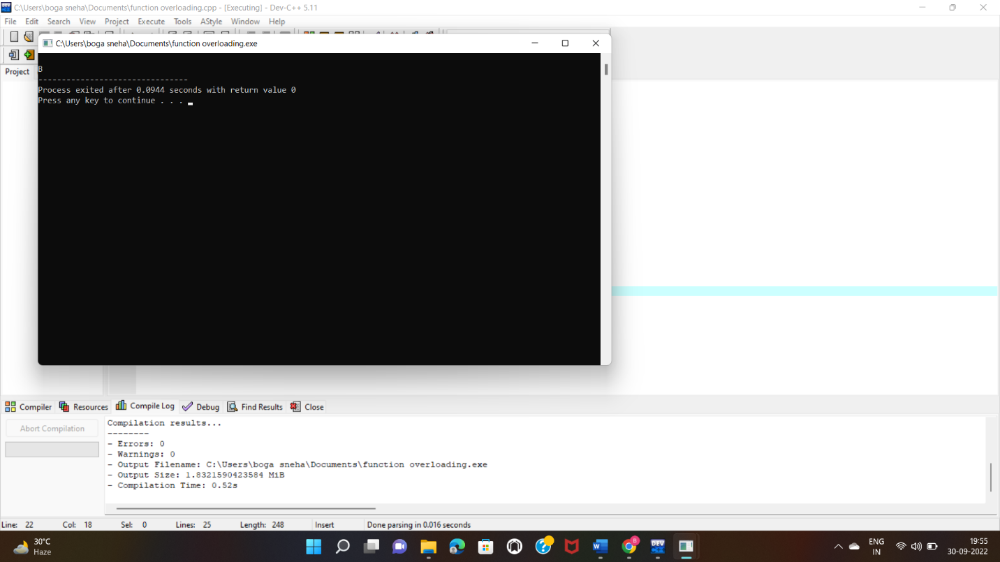 C:\Users\boga sneha\Documents\function overloading.cpp - [Executing] - Dev-C++ 5.11
File Edit Search View Project Execute Tools AStyle Window Help
C:\Users\boga sneha\Documents\function overloading.exe
Project
B
--------------------------------
Process exited after 0.0944 seconds with return value 0
Press any key to continue . . .
Compiler Resources Compile Log Debug Find Results Close
Abort Compilation
Compilation results...
--------
- Errors: 0
- Warnings: 0
- Output Filename: C:\Users\boga sneha\Documents\function overloading.exe
- Output Size: 1.8321590423584 MiB
- Compilation Time: 0.52s
Line: 22 Col: 18 Sel: 0 Lines: 25 Length: 248 Insert Done parsing in 0.016 seconds
30°C
Haze
DEV
B
W
ENG
IN
19:55
30-09-2022